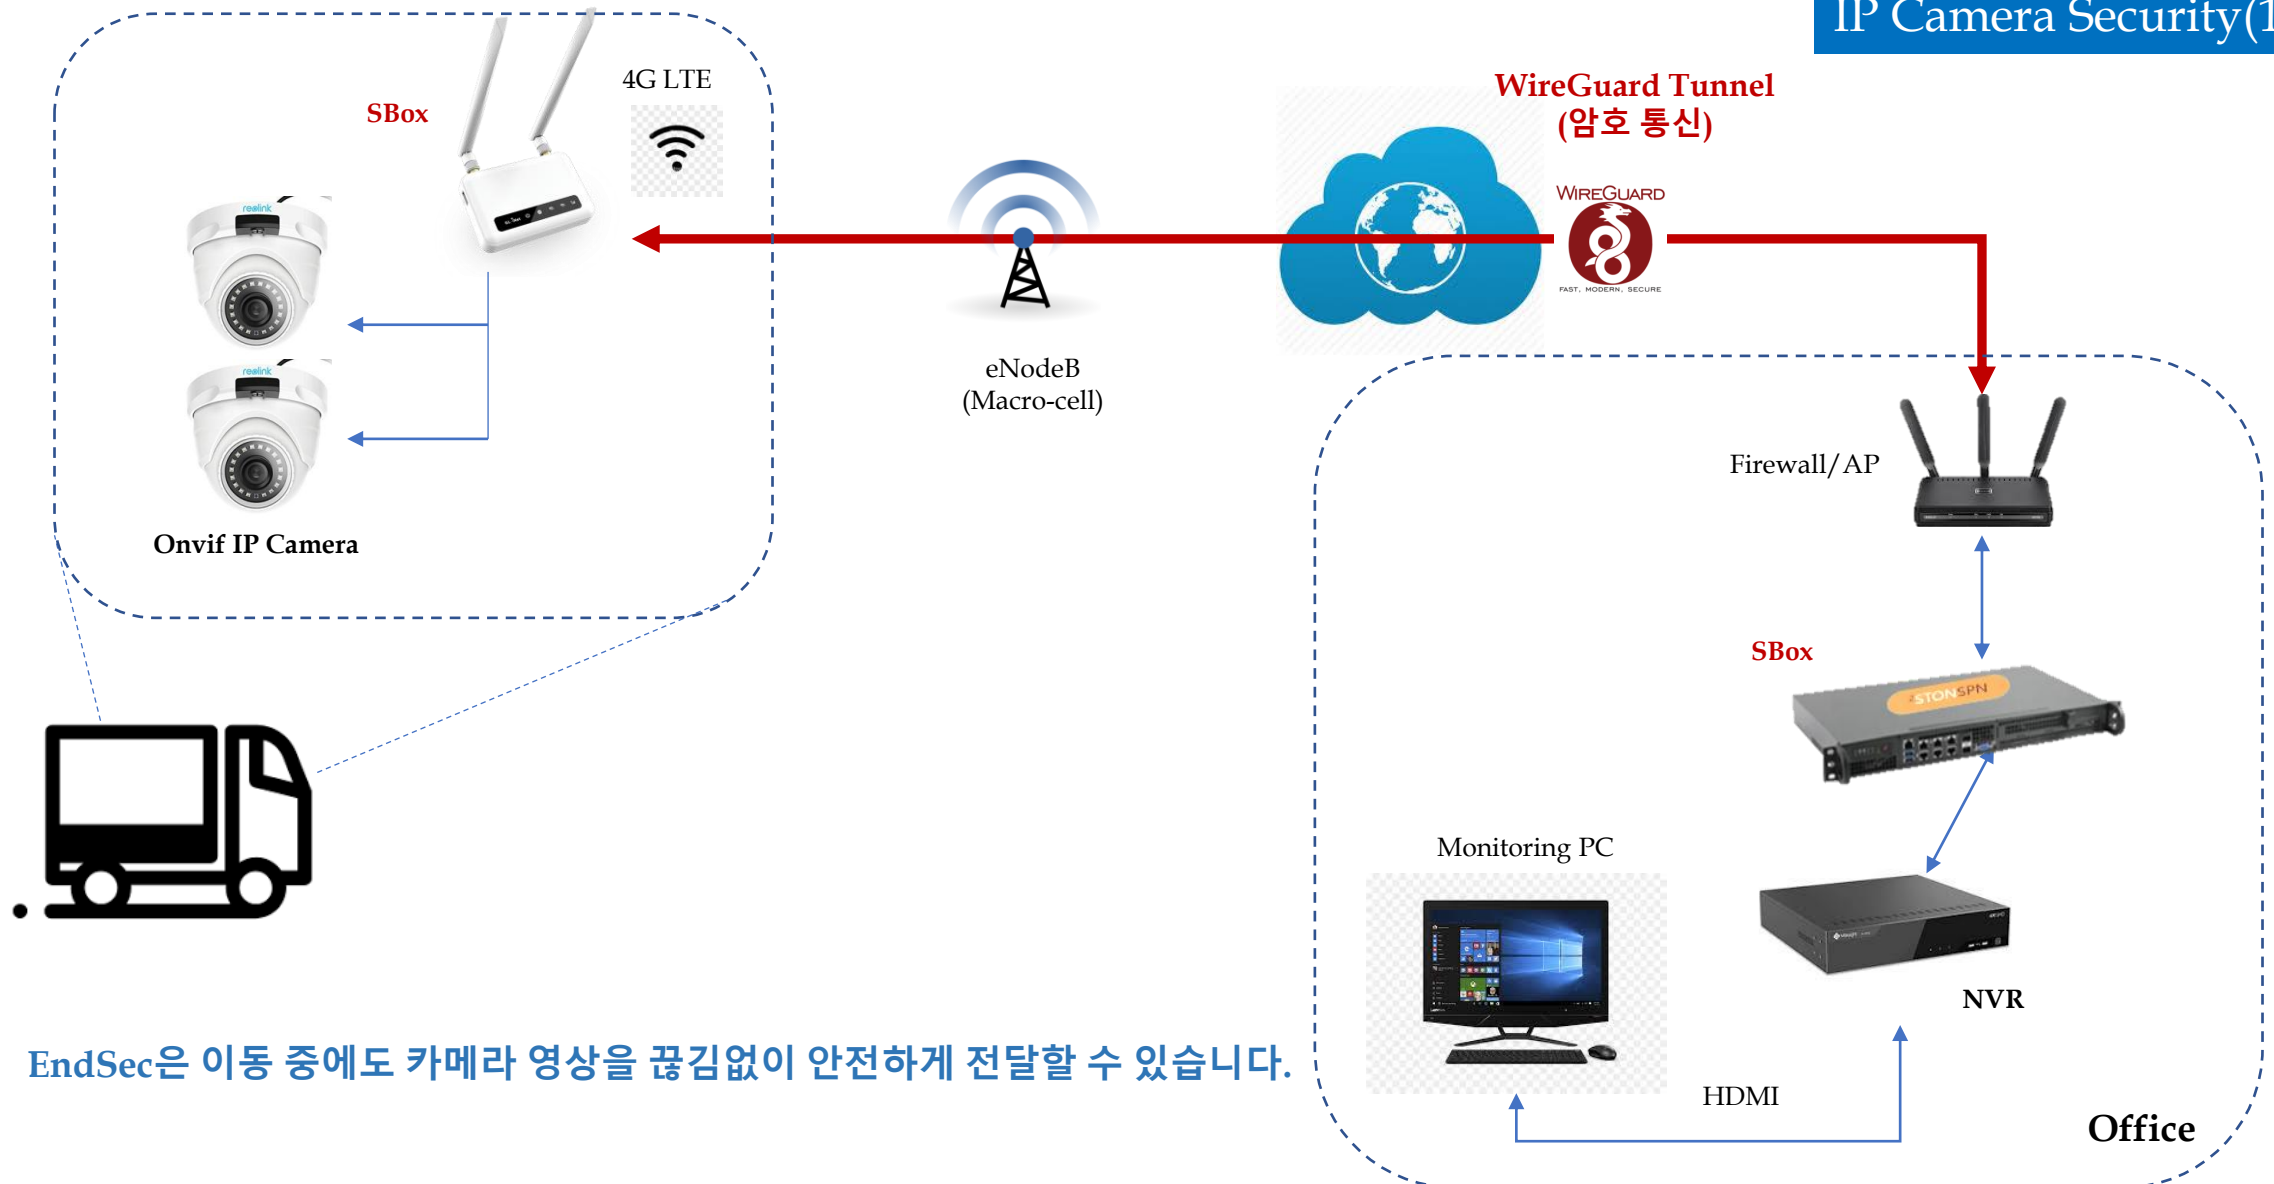 IP Camera Security(1
4G LTE
SBox
WireGuard Tunnel
(암호 통신)
WIREGUARD
FAST, MODERN, SECURE
reolink
reolink
eNodeB
(Macro-cell)
Onvif IP Camera
Firewall/AP
SBox
STONSPN
Monitoring PC
NVR
EndSec은 이동 중에도 카메라 영상을 끊김없이 안전하게 전달할 수 있습니다.
HDMI
Office